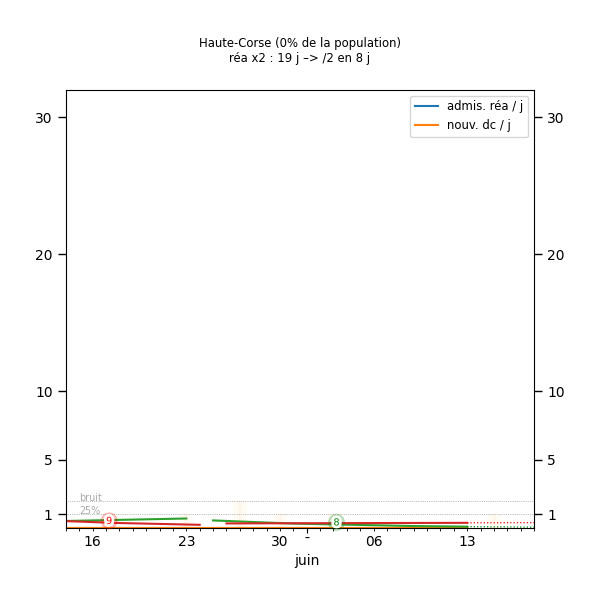 Haute-Corse (0% de la population)
réa x2 : 19 j –> /2 en 8 j
admis. réa / j
nouv. dc / j
30 30
20 20
10 10
5 5
bruit
25%
1 1
9 8
16 23 30 - 06 13
juin